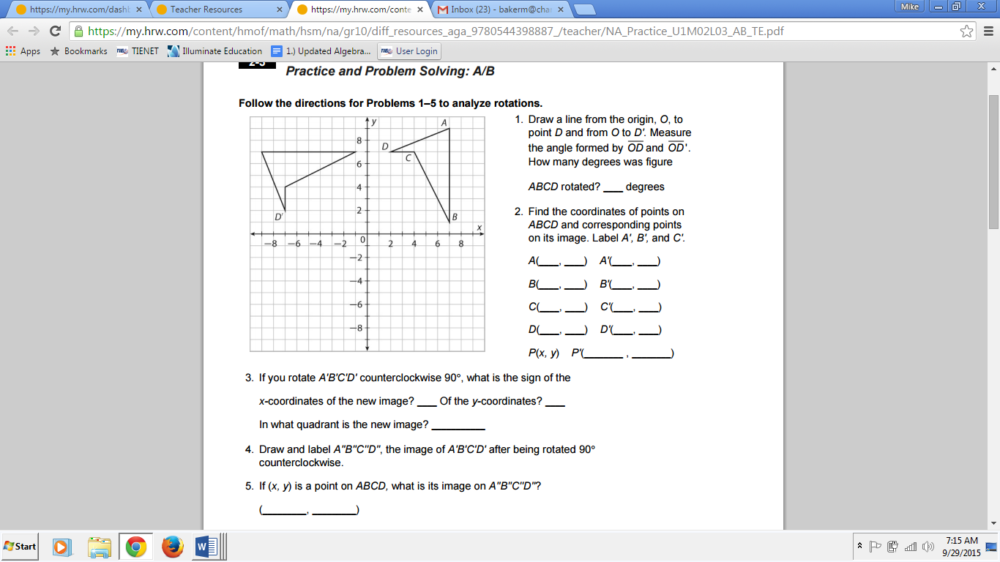 https://my.hrw.com/dashb
Teacher Resources
https://my.hrw.com/conte
Inbox (23) - bakerm@cha
Mike
https://my.hrw.com/content/hmof/math/hsm/na/gr10/diff_resources_aga_9780544398887_/teacher/NA_Practice_U1M02L03_AB_TE.pdf
Apps
Bookmarks
TIENET
Illuminate Education
1.) Updated Algebra...
User Login
2-3
Practice and Problem Solving: A/B
Follow the directions for Problems 1–5 to analyze rotations.
y
A
8
D
C
6
4
2
D'
B
x
−8 −6 −4 −2 0 2 4 6 8
−2
−4
−6
−8
1. Draw a line from the origin, O, to
point D and from O to D'. Measure
the angle formed by OD and OD'.
How many degrees was figure
ABCD rotated? ___ degrees
2. Find the coordinates of points on
ABCD and corresponding points
on its image. Label A', B', and C'.
A(___, ___) A'(___, ___)
B(___, ___) B'(___, ___)
C(___, ___) C'(___, ___)
D(___, ___) D'(___, ___)
P(x, y) P'(______ , ______)
3. If you rotate A'B'C'D' counterclockwise 90°, what is the sign of the
x-coordinates of the new image? ___ Of the y-coordinates? ___
In what quadrant is the new image? ________
4. Draw and label A"B"C"D", the image of A'B'C'D' after being rotated 90°
counterclockwise.
5. If (x, y) is a point on ABCD, what is its image on A"B"C"D"?
(_______, _______)
Start
W
7:15 AM
9/29/2015